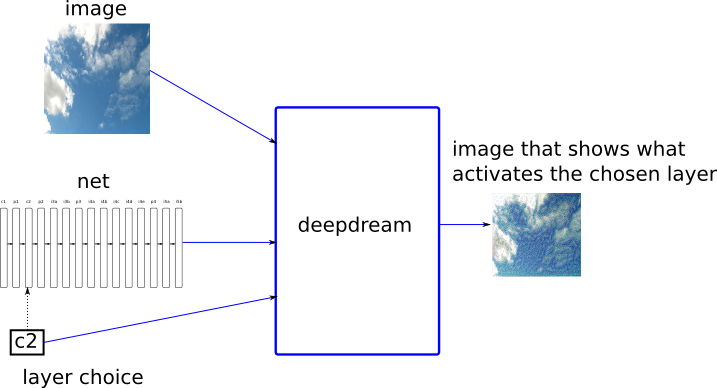 image
image that shows what
activates the chosen layer
net
c1 p1 c2 p2 i3a i3b p3 i4a i4b i4c i4d i4e p4 i5a i5b
deepdream
c2
layer choice